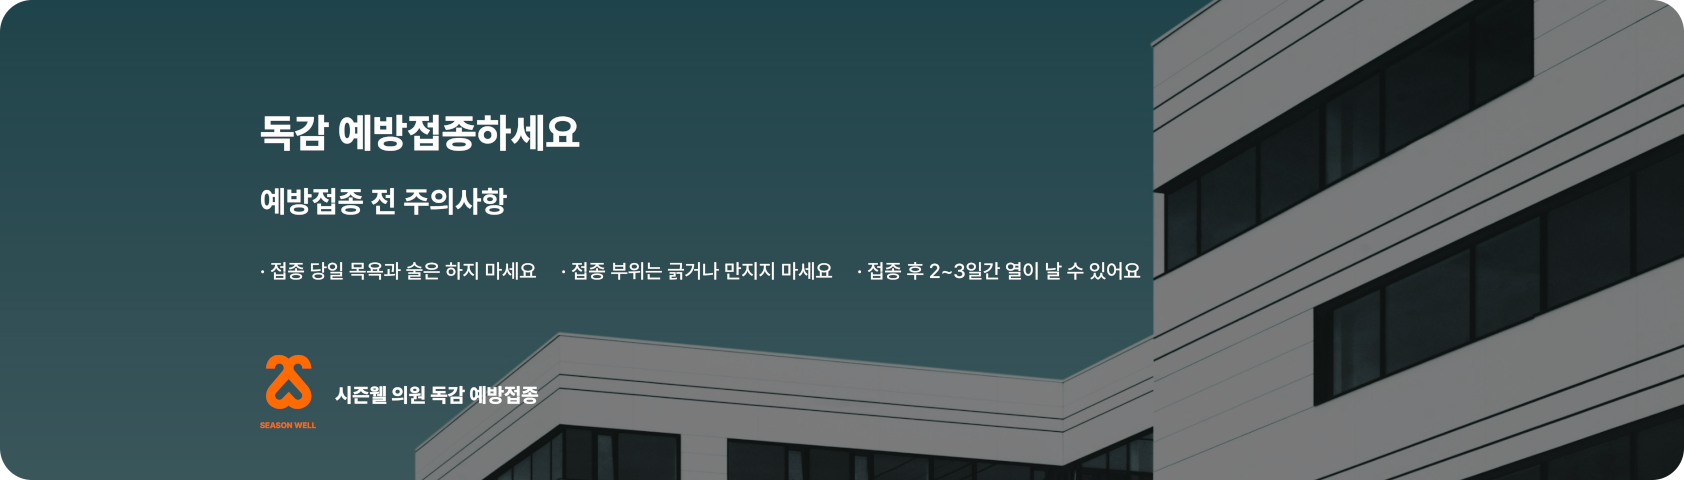 독감 예방접종하세요
예방접종 전 주의사항
· 접종 당일 목욕과 술은 하지 마세요 · 접종 부위는 긁거나 만지지 마세요 · 접종 후 2~3일간 열이 날 수 있어요
시즌웰 의원 독감 예방접종
SEASON WELL